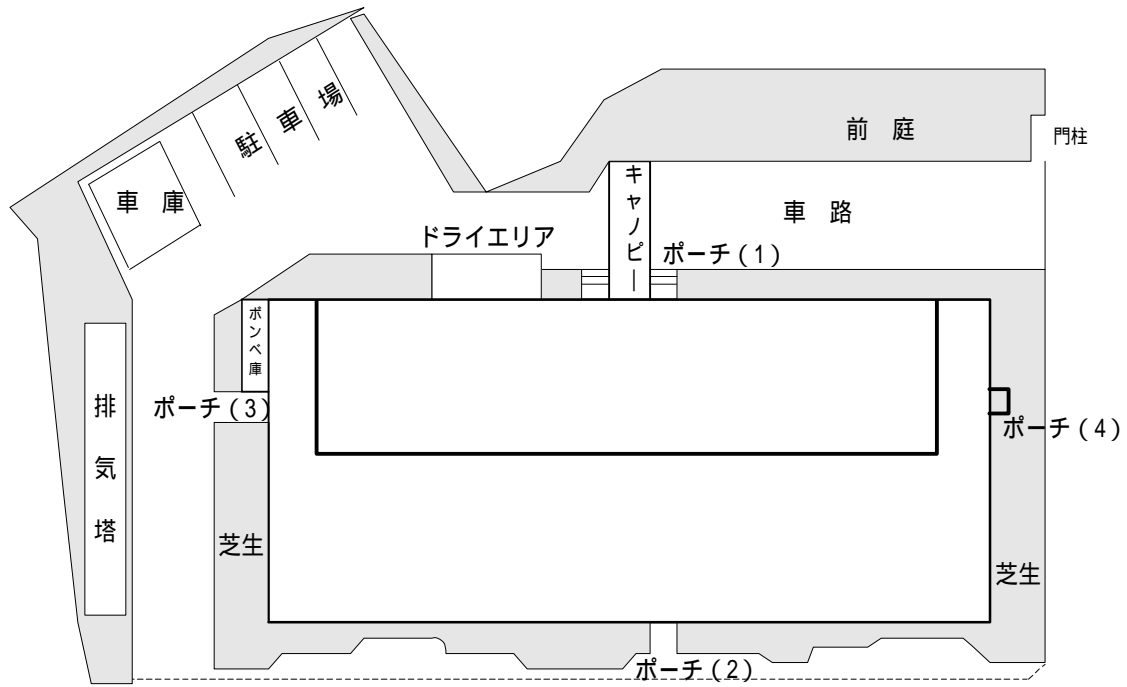 駐車場
前 庭
門柱
車 庫
キャノピー
車 路
ドライエリア
ポーチ(1)
ボンベ庫
排気塔
ポーチ(3)
ポーチ(4)
芝生
芝生
ポーチ(2)